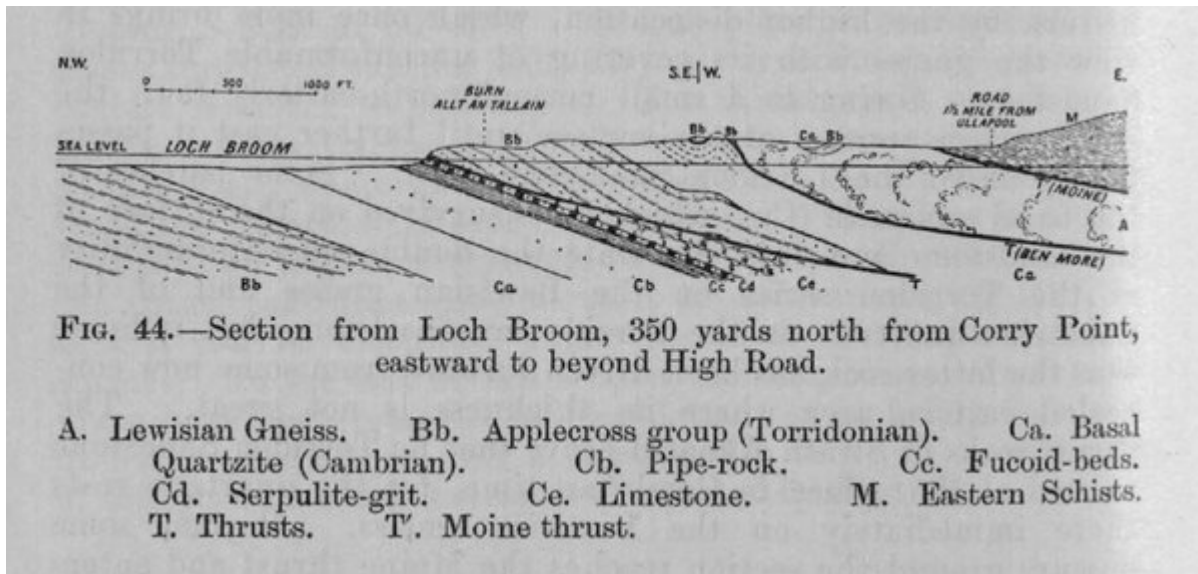 N.W.
0 500 1000 FT.
BURN
ALLT AN TALLAIN
S.E. W.
E.
ROAD
1½ MILE FROM
ULLAPOOL
M
SEA LEVEL LOCH BROOM
Bb Bb Bb Ca Bb
T'(MOINE)
A
T(BEN MORE)
Bb Ca Cb Cc Cd Ce T Ca
FIG. 44.—Section from Loch Broom, 350 yards north from Corry Point,
eastward to beyond High Road.
A. Lewisian Gneiss. Bb. Applecross group (Torridonian). Ca. Basal
Quartzite (Cambrian). Cb. Pipe-rock. Cc. Fucoid-beds.
Cd. Serpulite-grit. Ce. Limestone. M. Eastern Schists.
T. Thrusts. T'. Moine thrust.